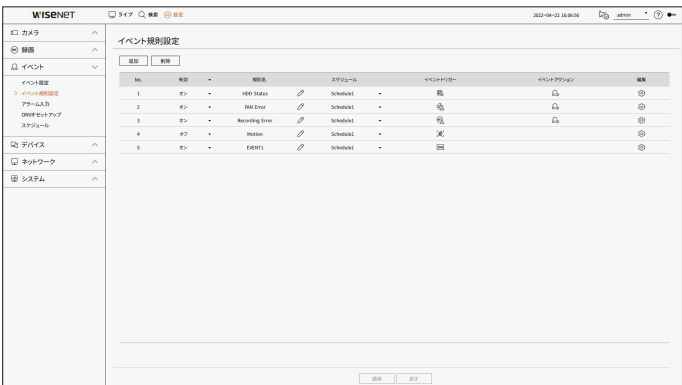 WISENET ライブ 検索 設定 2022-04-22 16:06:56 admin ?
カメラ
録画
イベント
イベント設定
> イベント規則設定
アラーム入力
ONVIFセットアップ
スケジュール
デバイス
ネットワーク
システム
イベント規則設定
追加 削除
No. 有効 規則名 スケジュール イベントトリガー イベントアクション 編集
1 オン HDD Status Schedule1
2 オン FAN Error Schedule1
3 オン Recording Error Schedule1
4 オフ Motion Schedule1
5 オン EVENT1 Schedule1
適用 戻す